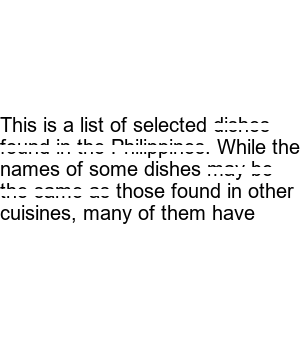 This is a list of selected dishes
found in the Philippines. While the
names of some dishes may be
the same as those found in other
cuisines, many of them have